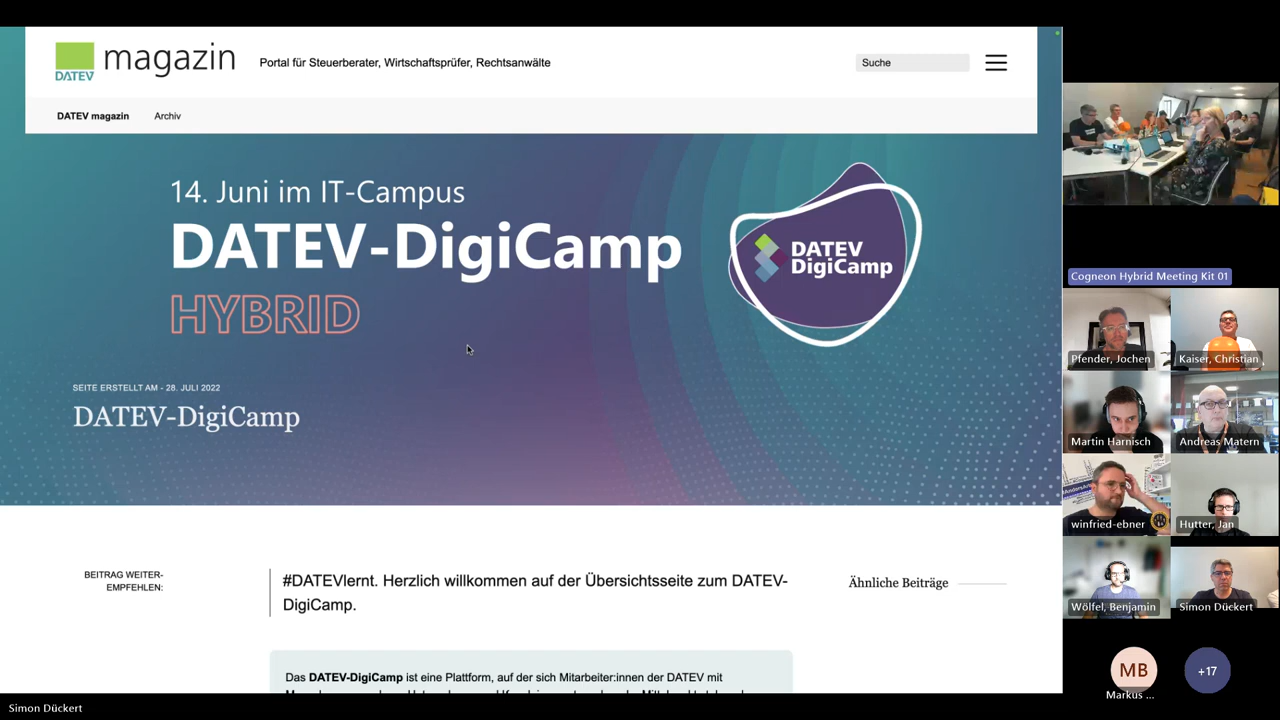 DATEV magazin
Portal für Steuerberater, Wirtschaftsprüfer, Rechtsanwälte
Suche
DATEV magazin
Archiv
14. Juni im IT-Campus
DATEV-DigiCamp
HYBRID
DATEV
DigiCamp
SEITE ERSTELLT AM - 28. JULI 2022
DATEV-DigiCamp
BEITRAG WEITER-
EMPFEHLEN:
#DATEVlernt. Herzlich willkommen auf der Übersichtsseite zum DATEV-
DigiCamp.
Ähnliche Beiträge
Das DATEV-DigiCamp ist eine Plattform, auf der sich Mitarbeiter:innen der DATEV mit
Cogneon Hybrid Meeting Kit 01
Pfender, Jochen
Kaiser, Christian
Martin Harnisch
Andreas Matern
winfried-ebner
Hutter, Jan
Wölfel, Benjamin
Simon Dückert
MB
+17
Markus ...
Simon Dückert